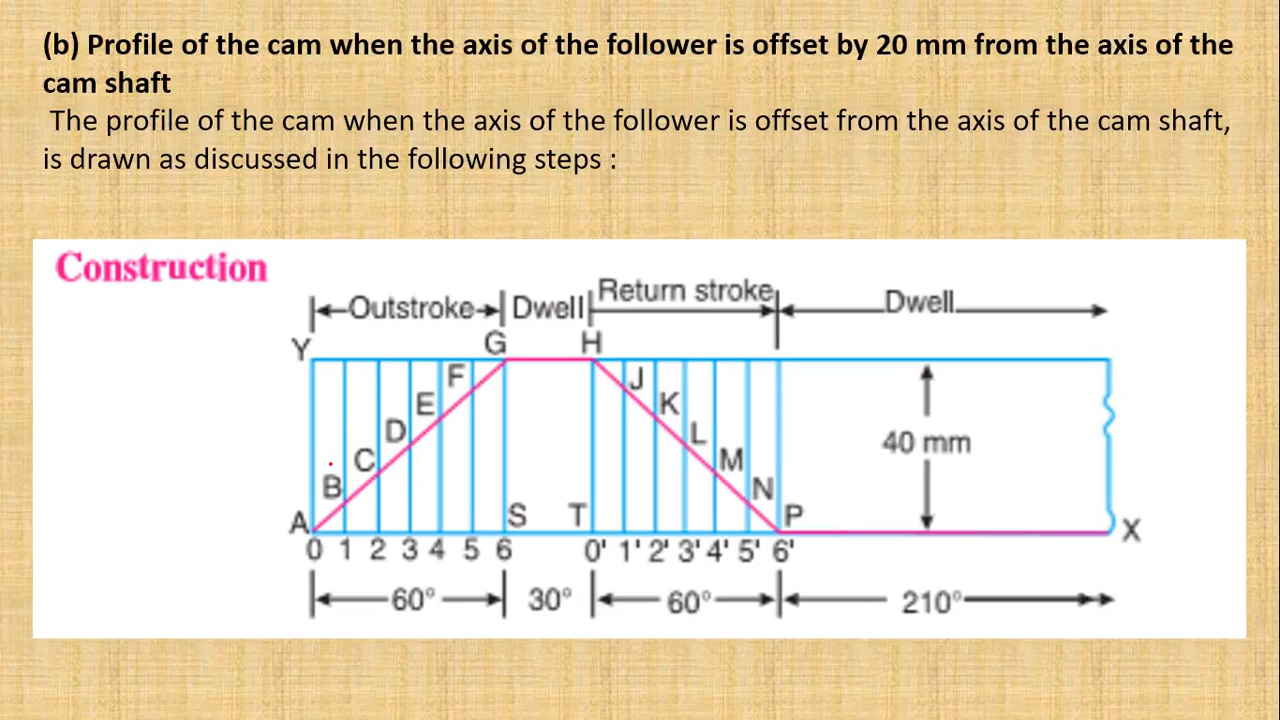 (b) Profile of the cam when the axis of the follower is offset by 20 mm from the axis of the
cam shaft
The profile of the cam when the axis of the follower is offset from the axis of the cam shaft,
is drawn as discussed in the following steps :
Construction
Outstroke Dwell Return stroke Dwell
Y G H
F J
E K
D L 40 mm
C M
B N
A S T P X
0 1 2 3 4 5 6 0' 1' 2' 3' 4' 5' 6'
60° 30° 60° 210°